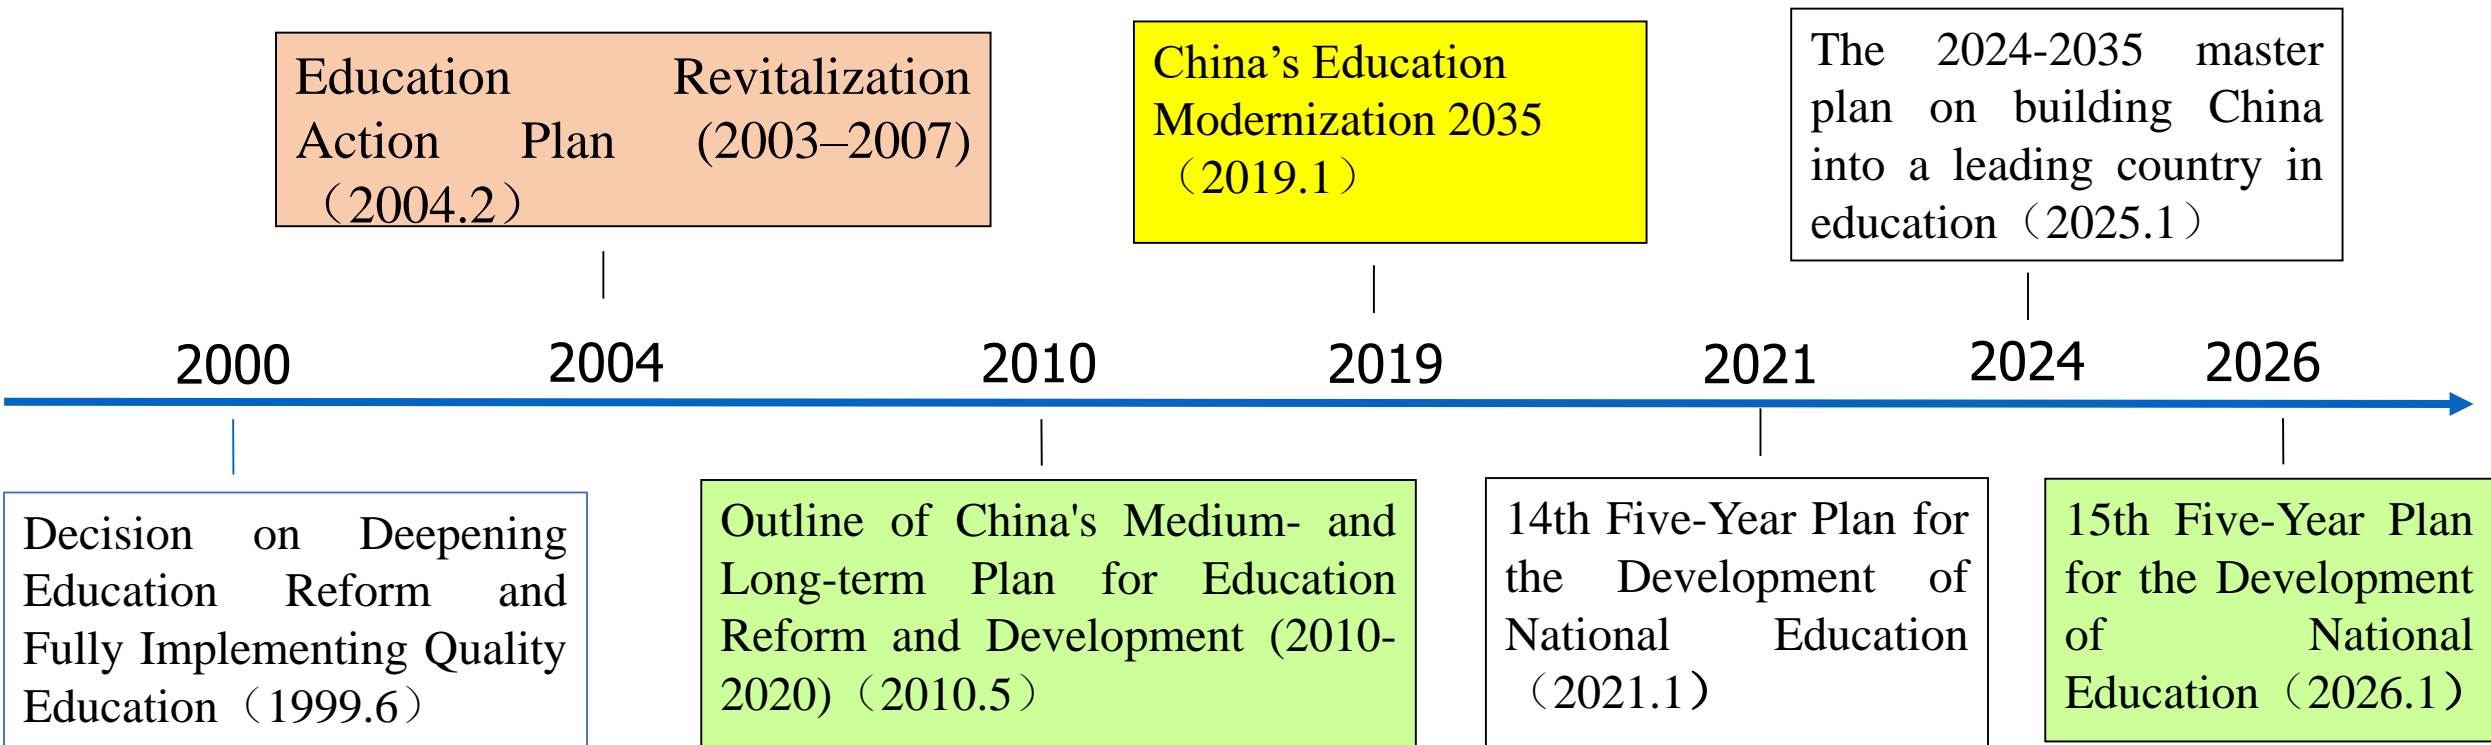 Education Revitalization
Action Plan (2003–2007)
（2004.2）
China’s Education
Modernization 2035
（2019.1）
The 2024-2035 master
plan on building China
into a leading country in
education（2025.1）
2000
2004
2010
2019
2021
2024
2026
Decision on Deepening
Education Reform and
Fully Implementing Quality
Education（1999.6）
Outline of China's Medium- and
Long-term Plan for Education
Reform and Development (2010-
2020)（2010.5）
14th Five-Year Plan for
the Development of
National Education
（2021.1）
15th Five-Year Plan
for the Development
of National
Education（2026.1）